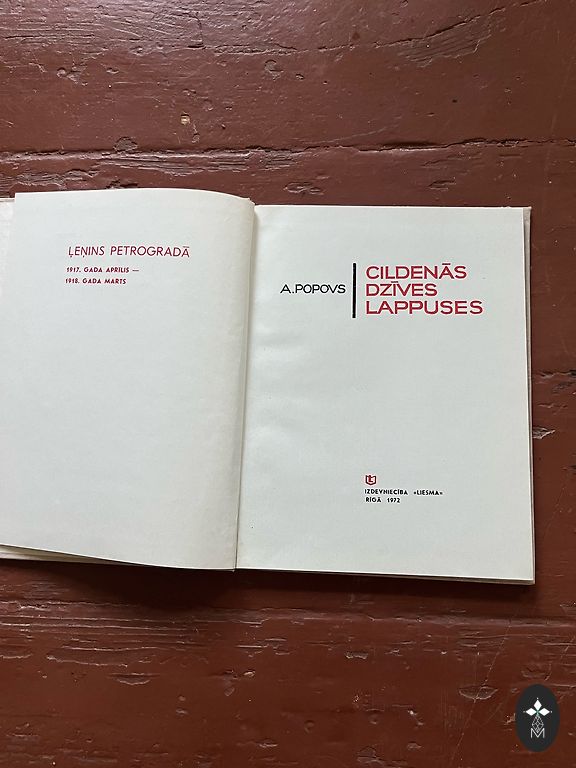 ĻEŅINS PETROGRADĀ
1917. GADA APRĪLIS —
1918. GADA MARTS
A. POPOVS
CILDENĀS
DZĪVES
LAPPUSES
IZDEVNIECĪBA «LIESMA»
RĪGĀ 1972